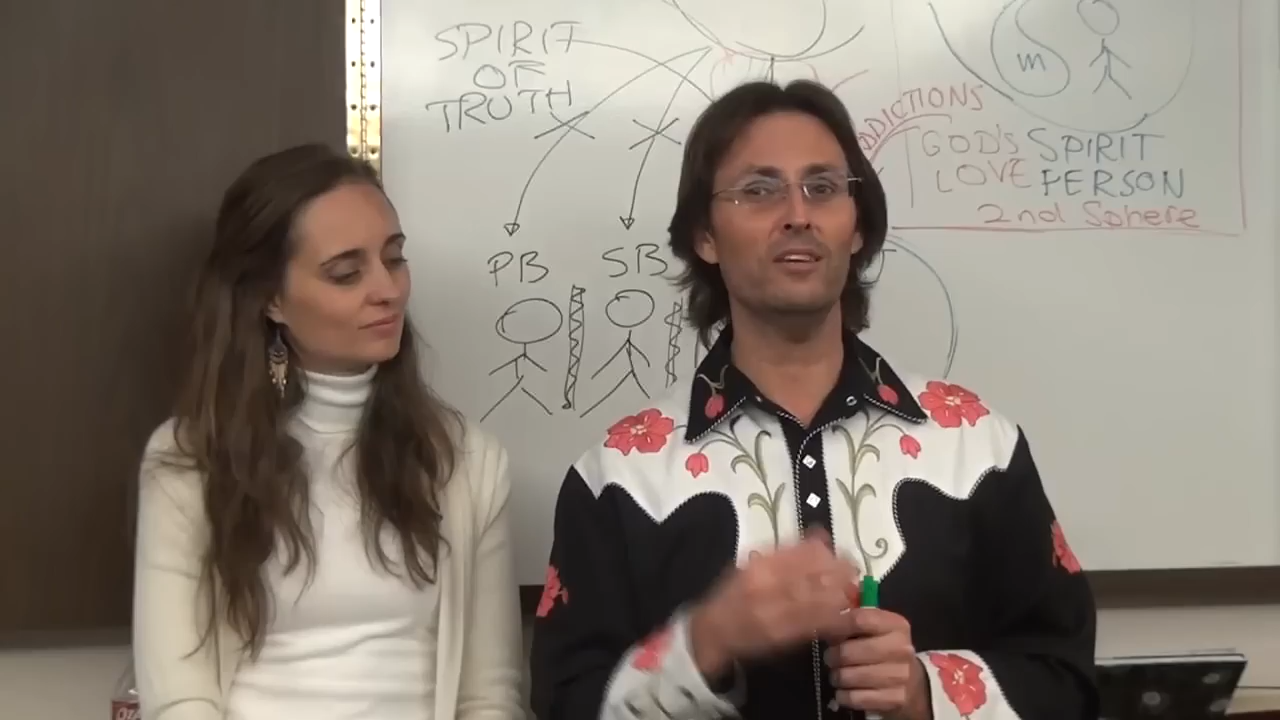 SPIRIT
OF
TRUTH
m
ADDICTIONS
GOD'S SPIRIT
LOVE PERSON
2nd Sphere
PB
SB